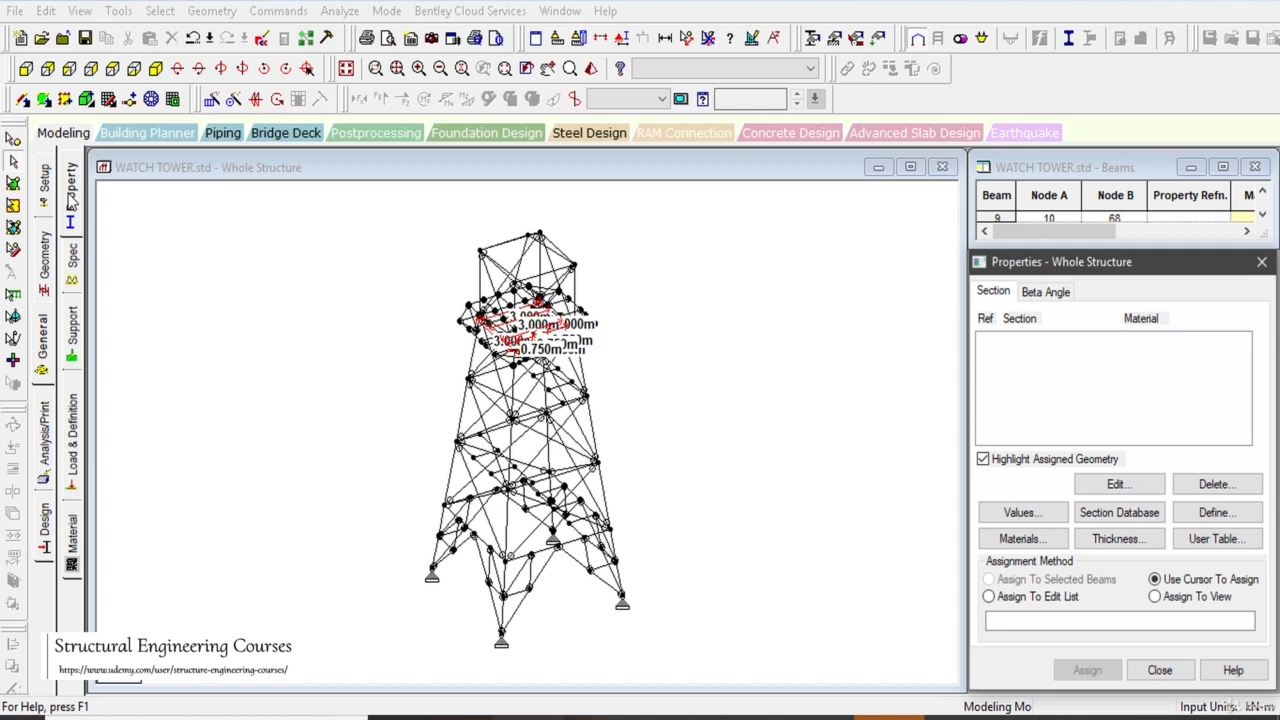 File Edit View Tools Select Geometry Commands Analyze Mode Bentley Cloud Services Window Help
Modeling Building Planner Piping Bridge Deck Postprocessing Foundation Design Steel Design RAM Connection Concrete Design Advanced Slab Design Earthquake
Setup
Geometry
General
Analysis/Print
Design
Property
Spec
Support
Load & Definition
Material
WATCH TOWER.std - Whole Structure
3.000m
3.000m
0.750m
WATCH TOWER.std - Beams
Beam Node A Node B Property Refn.
9 10 68
Properties - Whole Structure
Section Beta Angle
Ref Section Material
Highlight Assigned Geometry
Edit... Delete...
Values... Section Database Define...
Materials... Thickness... User Table...
Assignment Method
Assign To Selected Beams Use Cursor To Assign
Assign To Edit List Assign To View
Assign Close Help
Structural Engineering Courses
https://www.udemy.com/user/structure-engineering-courses/
For Help, press F1 Modeling Mo Input Units: kN-m